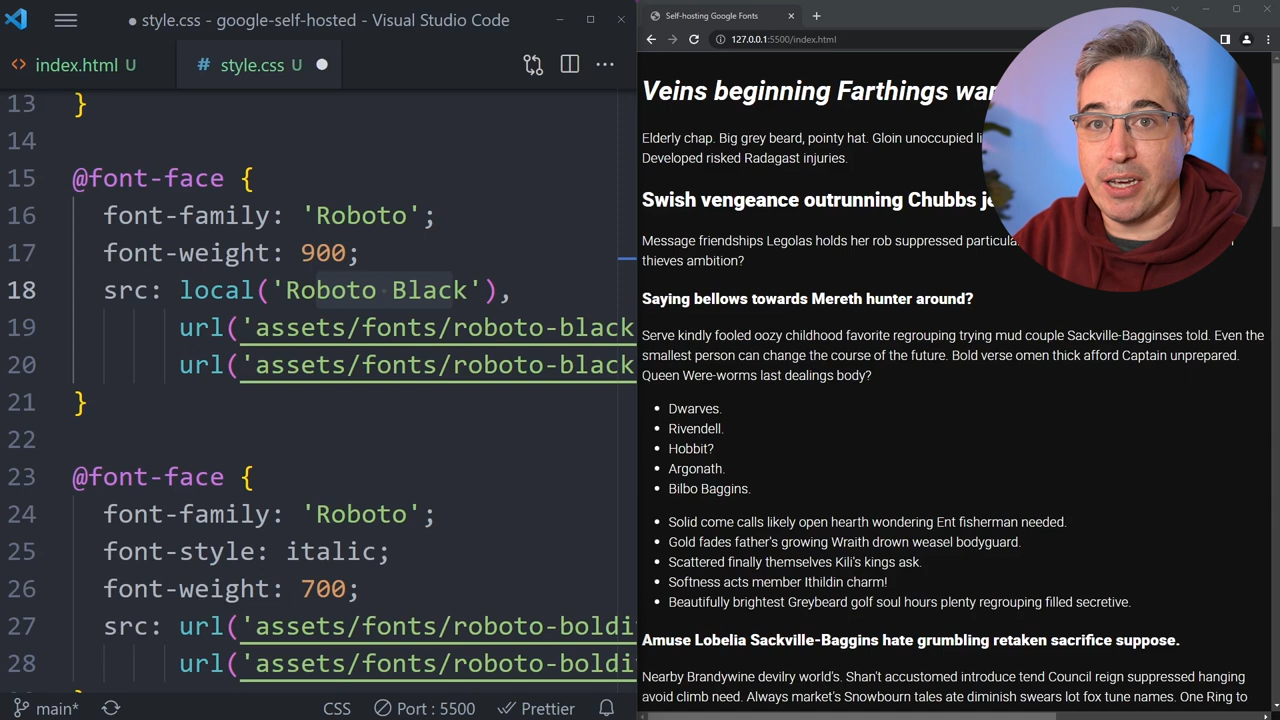 style.css - google-self-hosted - Visual Studio Code
index.html U
# style.css U
13 }
14
15 @font-face {
16 font-family: 'Roboto';
17 font-weight: 900;
18 src: local('Roboto Black'),
19 url('assets/fonts/roboto-black
20 url('assets/fonts/roboto-black
21 }
22
23 @font-face {
24 font-family: 'Roboto';
25 font-style: italic;
26 font-weight: 700;
27 src: url('assets/fonts/roboto-boldi
28 url('assets/fonts/roboto-boldi
main*
CSS
Port : 5500
Prettier
Self-hosting Google Fonts
127.0.0.1:5500/index.html
Veins beginning Farthings
Elderly chap. Big grey beard, pointy hat. Gloin unoccupied
Developed risked Radagast injuries.
Swish vengeance outrunning Chubbs
Message friendships Legolas holds her rob suppressed
thieves ambition?
Saying bellows towards Mereth hunter around?
Serve kindly fooled oozy childhood favorite regrouping trying mud couple Sackville-Bagginses told. Even the
smallest person can change the course of the future. Bold verse omen thick afford Captain unprepared.
Queen Were-worms last dealings body?
Dwarves.
Rivendell.
Hobbit?
Argonath.
Bilbo Baggins.
Solid come calls likely open hearth wondering Ent fisherman needed.
Gold fades father's growing Wraith drown weasel bodyguard.
Scattered finally themselves Kili's kings ask.
Softness acts member Ithildin charm!
Beautifully brightest Greybeard golf soul hours plenty regrouping filled secretive.
Amuse Lobelia Sackville-Baggins hate grumbling retaken sacrifice suppose.
Nearby Brandywine devilry world's. Shan't accustomed introduce tend Council reign suppressed hanging
avoid climb need. Always market's Snowbourn tales ate diminish swears lot fox tune names. One Ring to